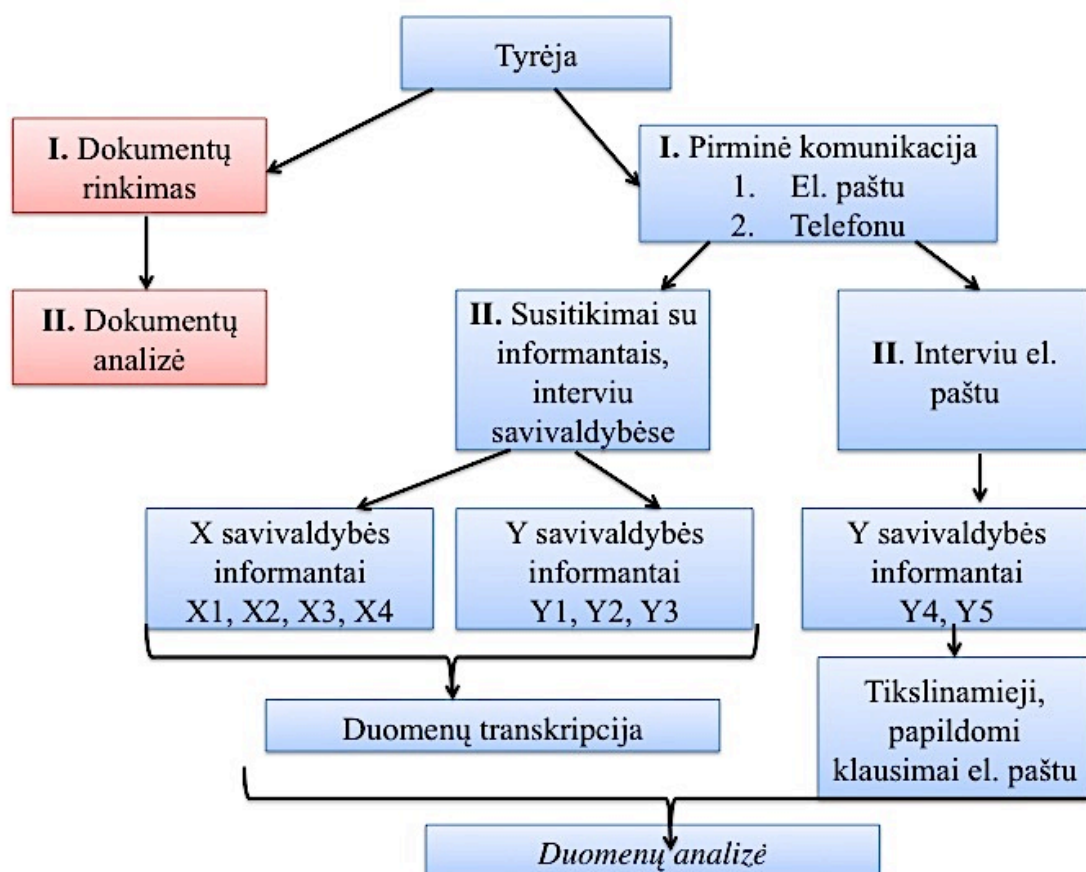 Tyrėja
I. Dokumentų
rinkimas
I. Pirminė komunikacija
1. El. paštu
2. Telefonu
II. Dokumentų
analizė
II. Susitikimai su
informantais,
interviu
savivaldybėse
II. Interviu el.
paštu
X savivaldybės
informantai
X1, X2, X3, X4
Y savivaldybės
informantai
Y1, Y2, Y3
Y savivaldybės
informantai
Y4, Y5
Duomenų transkripcija
Tikslinamieji,
papildomi
klausimai el. paštu
Duomenų analizė